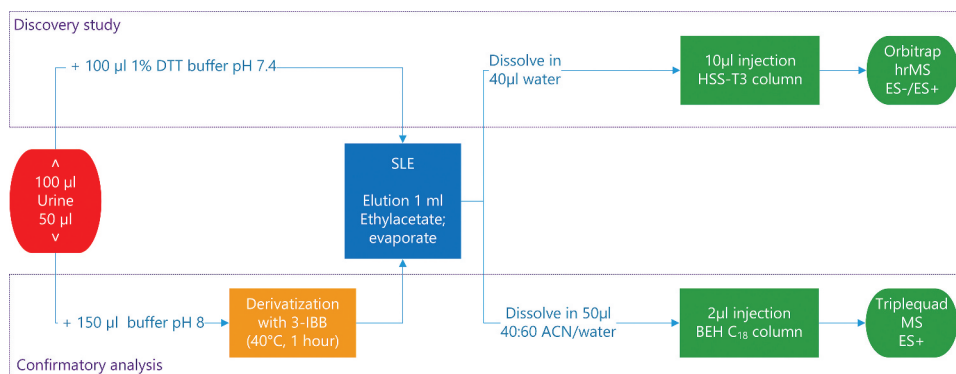 Discovery study
+ 100 µl 1% DTT buffer pH 7.4
Dissolve in
40µl water
10µl injection
HSS-T3 column
Orbitrap
hrMS
ES-/ES+
^
100 µl
Urine
50 µl
v
SLE
Elution 1 ml
Ethylacetate;
evaporate
+ 150 µl buffer pH 8
Derivatization
with 3-IBB
(40°C, 1 hour)
Dissolve in 50µl
40:60 ACN/water
2µl injection
BEH C₁₈ column
Triplequad
MS
ES+
Confirmatory analysis